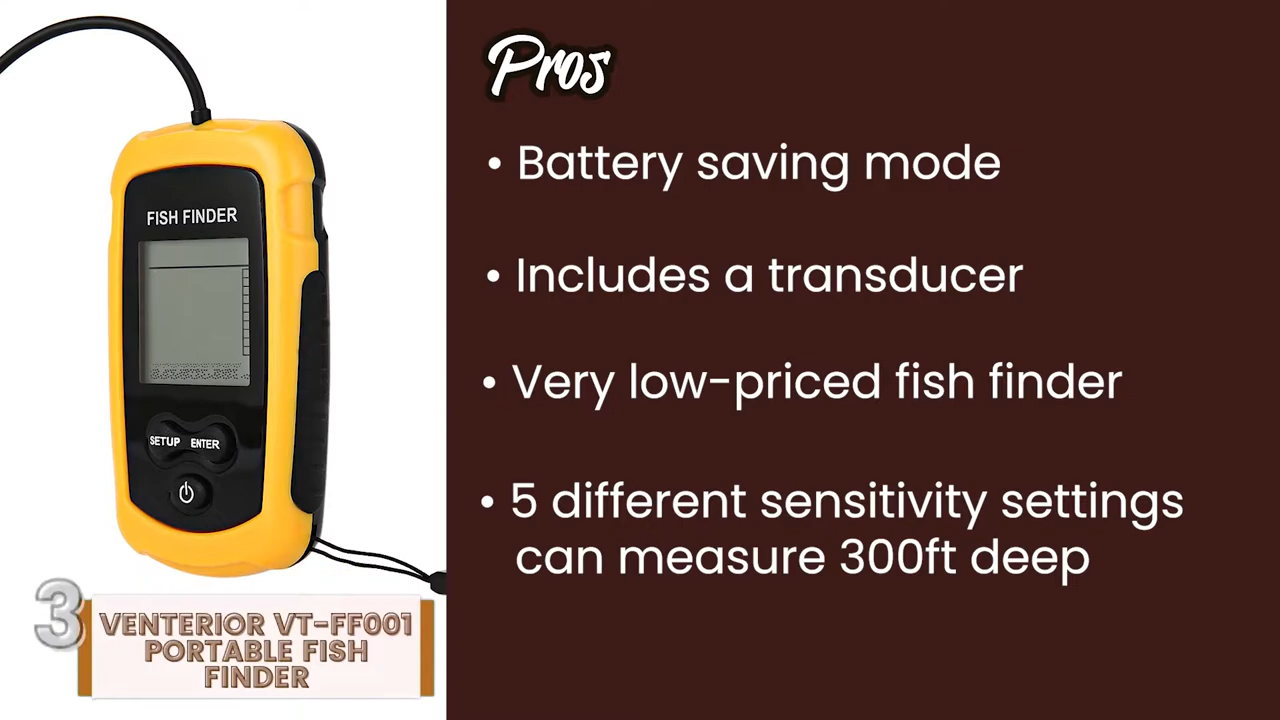 Pros
• Battery saving mode
• Includes a transducer
• Very low-priced fish finder
• 5 different sensitivity settings
can measure 300ft deep
FISH FINDER
SETUP ENTER
3
VENTERIOR VT-FF001
PORTABLE FISH
FINDER